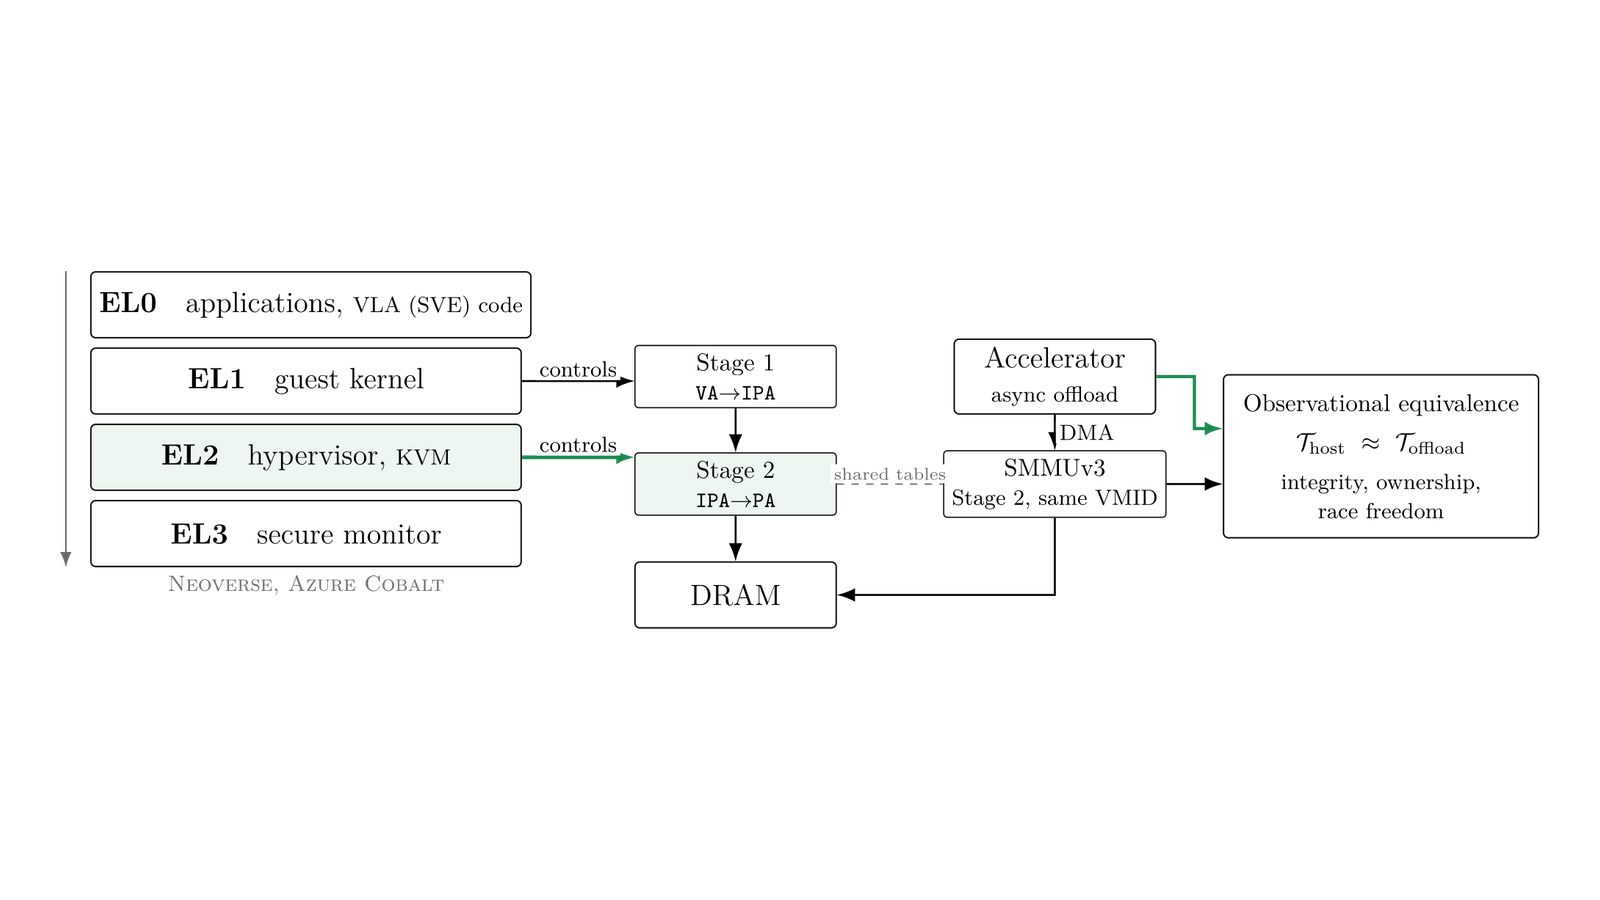 EL0 applications, VLA (SVE) code
EL1 guest kernel
EL2 hypervisor, KVM
EL3 secure monitor
Neoverse, Azure Cobalt
controls
controls
Stage 1
VA→IPA
Stage 2
IPA→PA
DRAM
shared tables
Accelerator
async offload
DMA
SMMUv3
Stage 2, same VMID
Observational equivalence
𝒯host ≈ 𝒯offload
integrity, ownership,
race freedom